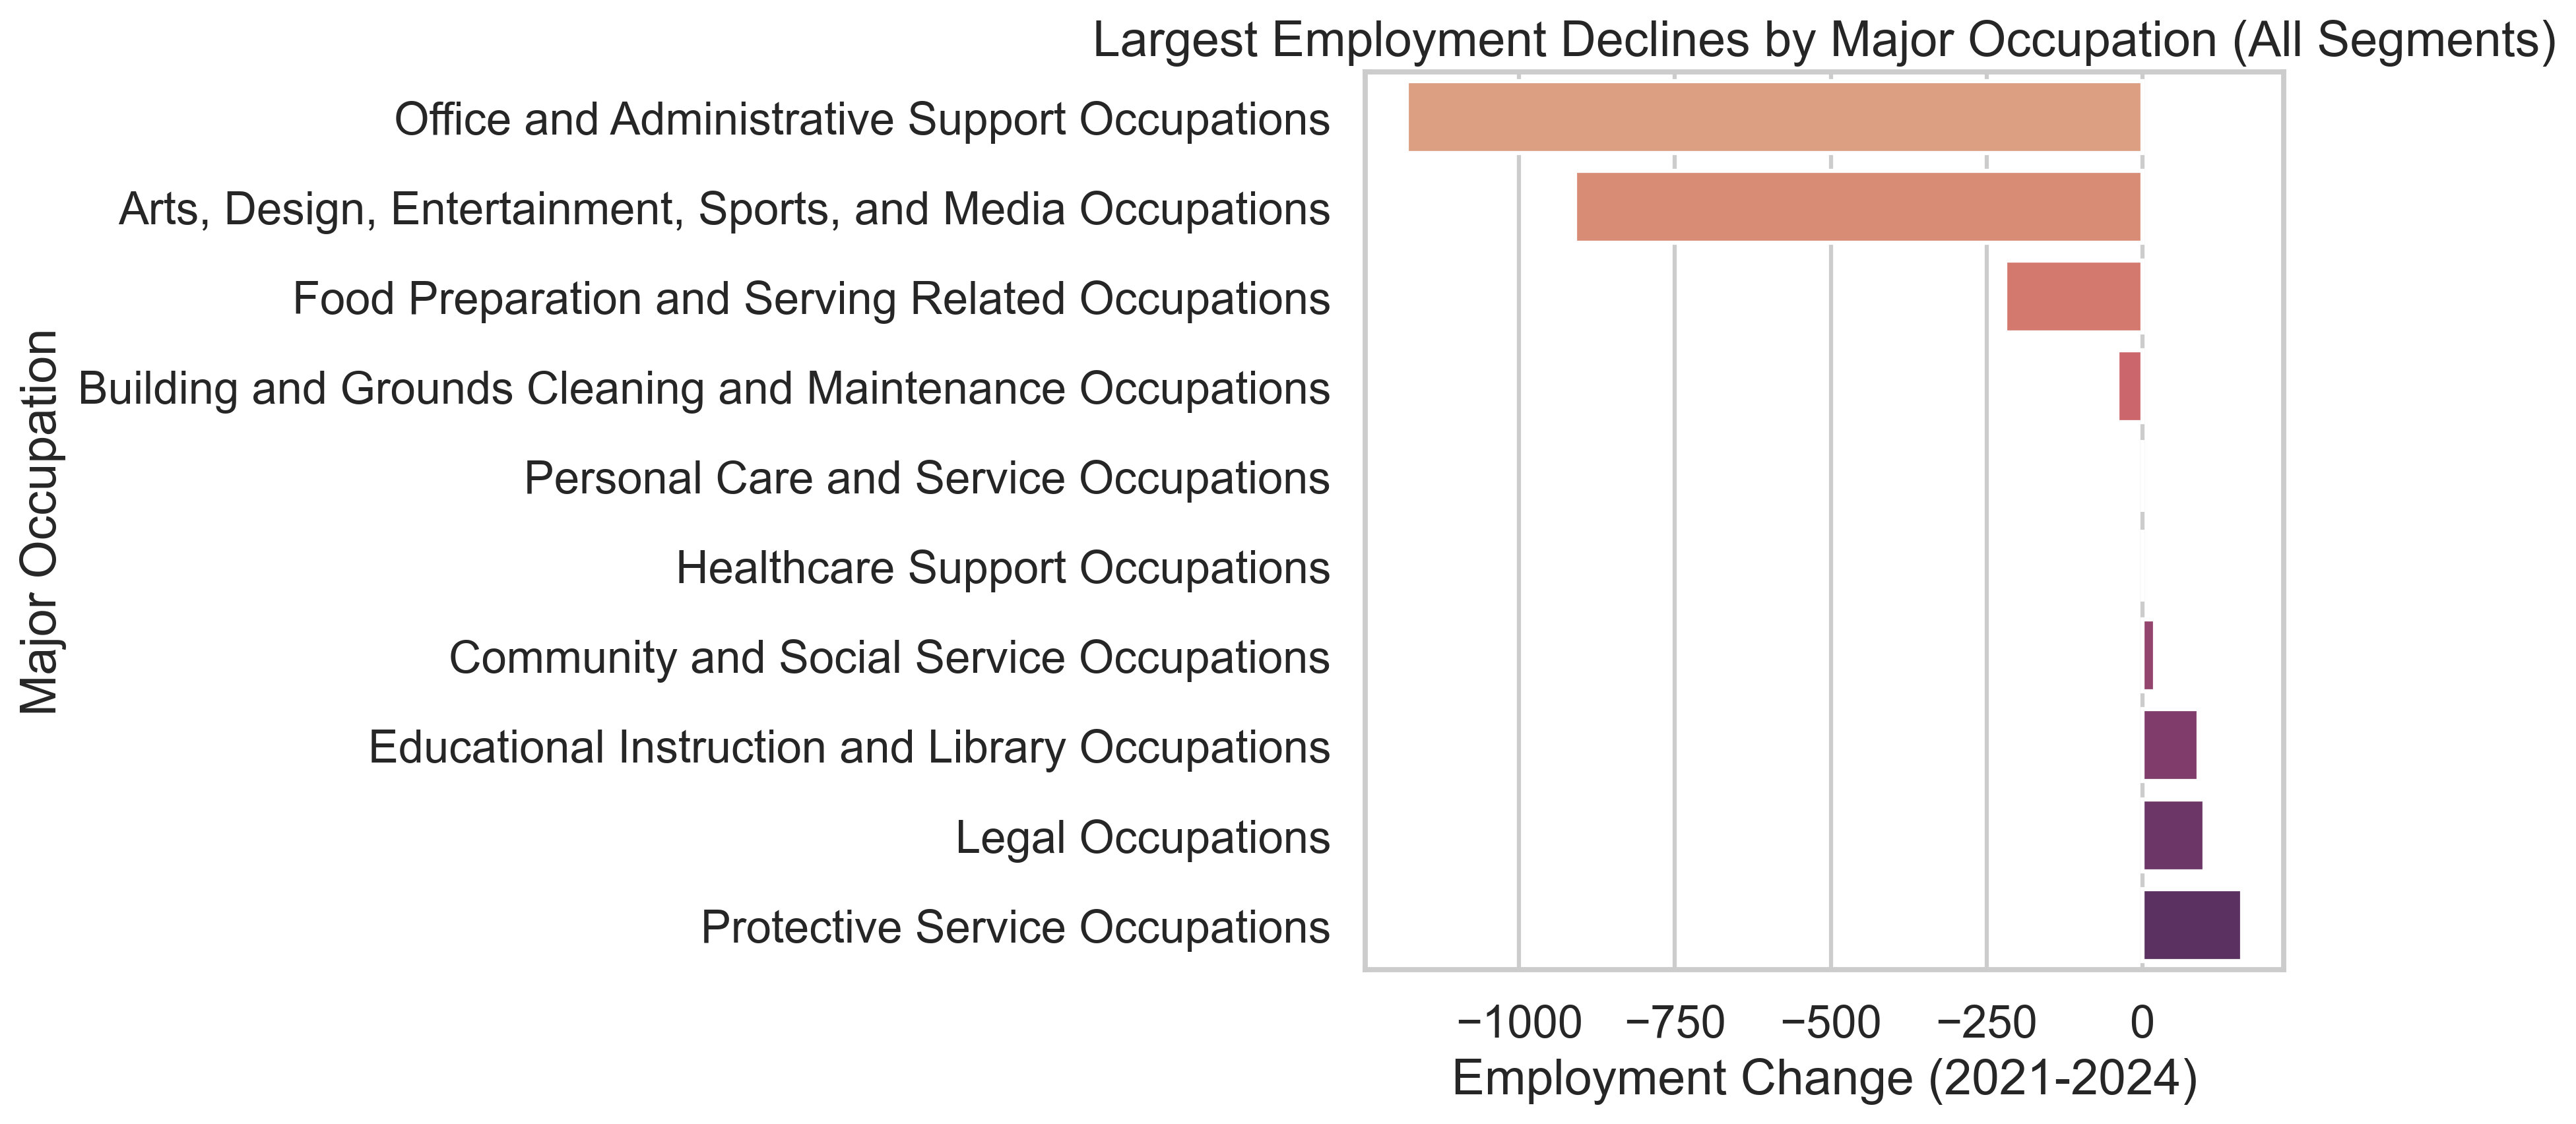 Largest Employment Declines by Major Occupation (All Segments)
Major Occupation
Office and Administrative Support Occupations
Arts, Design, Entertainment, Sports, and Media Occupations
Food Preparation and Serving Related Occupations
Building and Grounds Cleaning and Maintenance Occupations
Personal Care and Service Occupations
Healthcare Support Occupations
Community and Social Service Occupations
Educational Instruction and Library Occupations
Legal Occupations
Protective Service Occupations
−1000 −750 −500 −250 0
Employment Change (2021-2024)